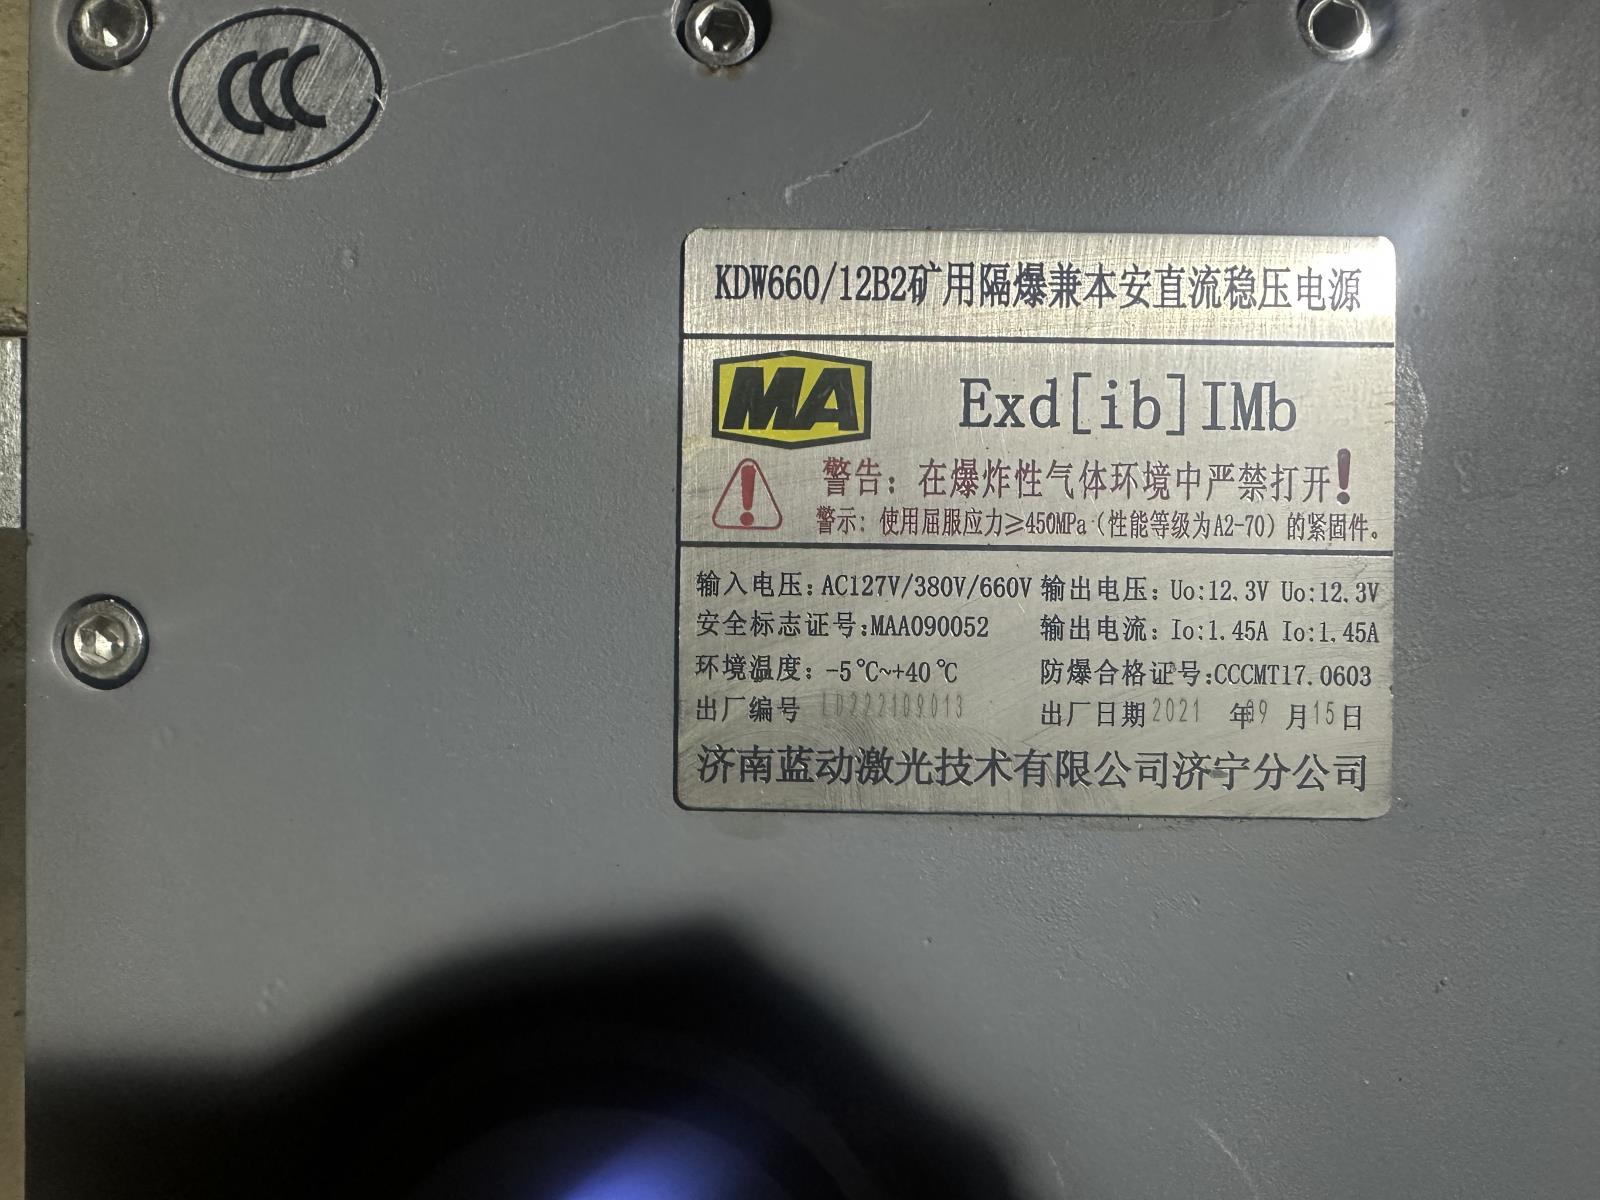 CCC
KDW660/12B2矿用隔爆兼本安直流稳压电源
MA
Exd[ib]IMb
警告：在爆炸性气体环境中严禁打开！
警示：使用屈服应力≥450MPa（性能等级为A2-70）的紧固件。
输入电压：AC127V/380V/660V 输出电压：Uo:12.3V Uo:12.3V
安全标志证号:MAA090052 输出电流：Io:1.45A Io:1.45A
环境温度：-5℃~+40℃ 防爆合格证号:CCCMT17.0603
出厂编号 LD222109013 出厂日期 2021 年 09 月 15 日
济南蓝动激光技术有限公司济宁分公司